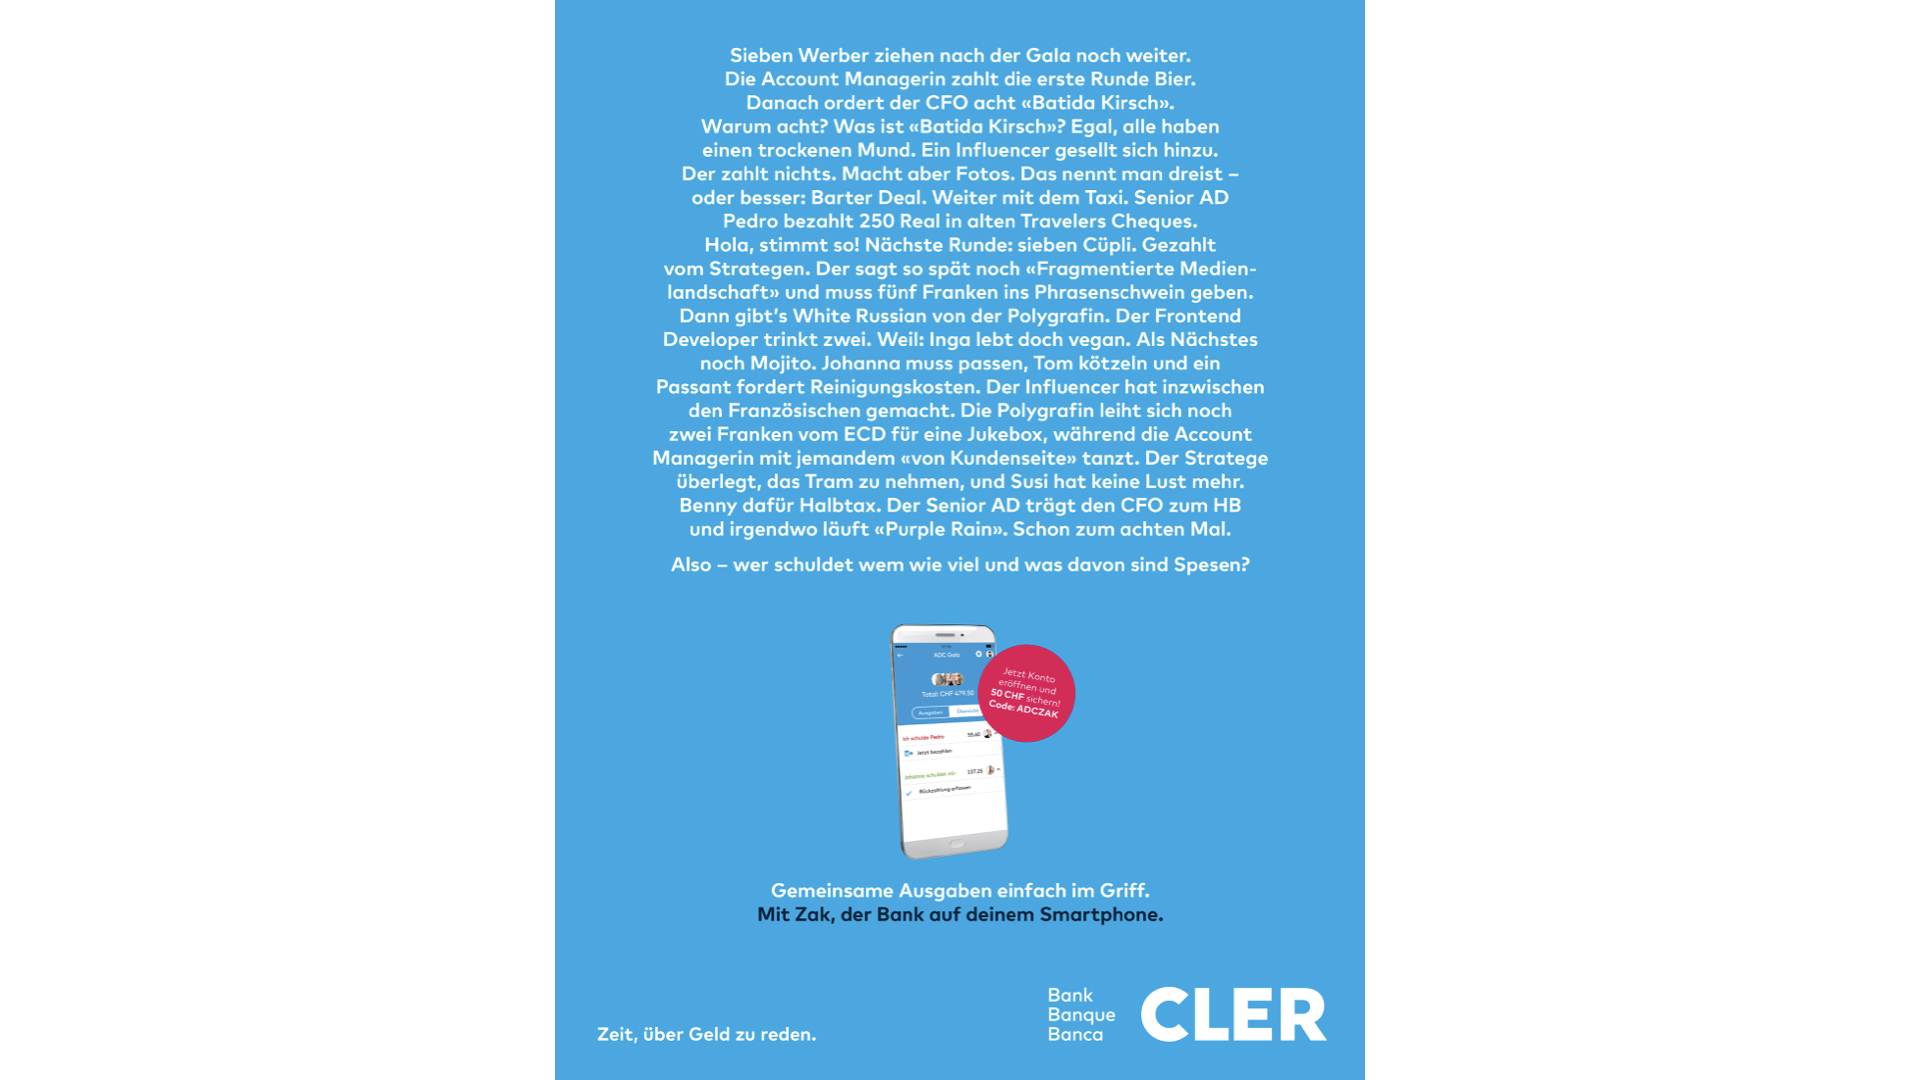 Sieben Werber ziehen nach der Gala noch weiter.
Die Account Managerin zahlt die erste Runde Bier.
Danach ordert der CFO acht «Batida Kirsch».
Warum acht? Was ist «Batida Kirsch»? Egal, alle haben
einen trockenen Mund. Ein Influencer gesellt sich hinzu.
Der zahlt nichts. Macht aber Fotos. Das nennt man dreist –
oder besser: Barter Deal. Weiter mit dem Taxi. Senior AD
Pedro bezahlt 250 Real in alten Travelers Cheques.
Hola, stimmt so! Nächste Runde: sieben Cüpli. Gezahlt
vom Strategen. Der sagt so spät noch «Fragmentierte Medien-
landschaft» und muss fünf Franken ins Phrasenschwein geben.
Dann gibt's White Russian von der Polygrafin. Der Frontend
Developer trinkt zwei. Weil: Inga lebt doch vegan. Als Nächstes
noch Mojito. Johanna muss passen, Tom kötzeln und ein
Passant fordert Reinigungskosten. Der Influencer hat inzwischen
den Französischen gemacht. Die Polygrafin leiht sich noch
zwei Franken vom ECD für eine Jukebox, während die Account
Managerin mit jemandem «von Kundenseite» tanzt. Der Stratege
überlegt, das Tram zu nehmen, und Susi hat keine Lust mehr.
Benny dafür Halbtax. Der Senior AD trägt den CFO zum HB
und irgendwo läuft «Purple Rain». Schon zum achten Mal.
Also – wer schuldet wem wie viel und was davon sind Spesen?
ADC Gala
Total: CHF 479.50
Ausgaben
Übersicht
Ich schulde Pedro 55.60
Jetzt bezahlen
Johanna schuldet mir 137.25
Rückzahlung erfassen
Jetzt Konto
eröffnen und
50 CHF sichern!
Code: ADCZAK
Gemeinsame Ausgaben einfach im Griff.
Mit Zak, der Bank auf deinem Smartphone.
Zeit, über Geld zu reden.
Bank
Banque
Banca
CLER